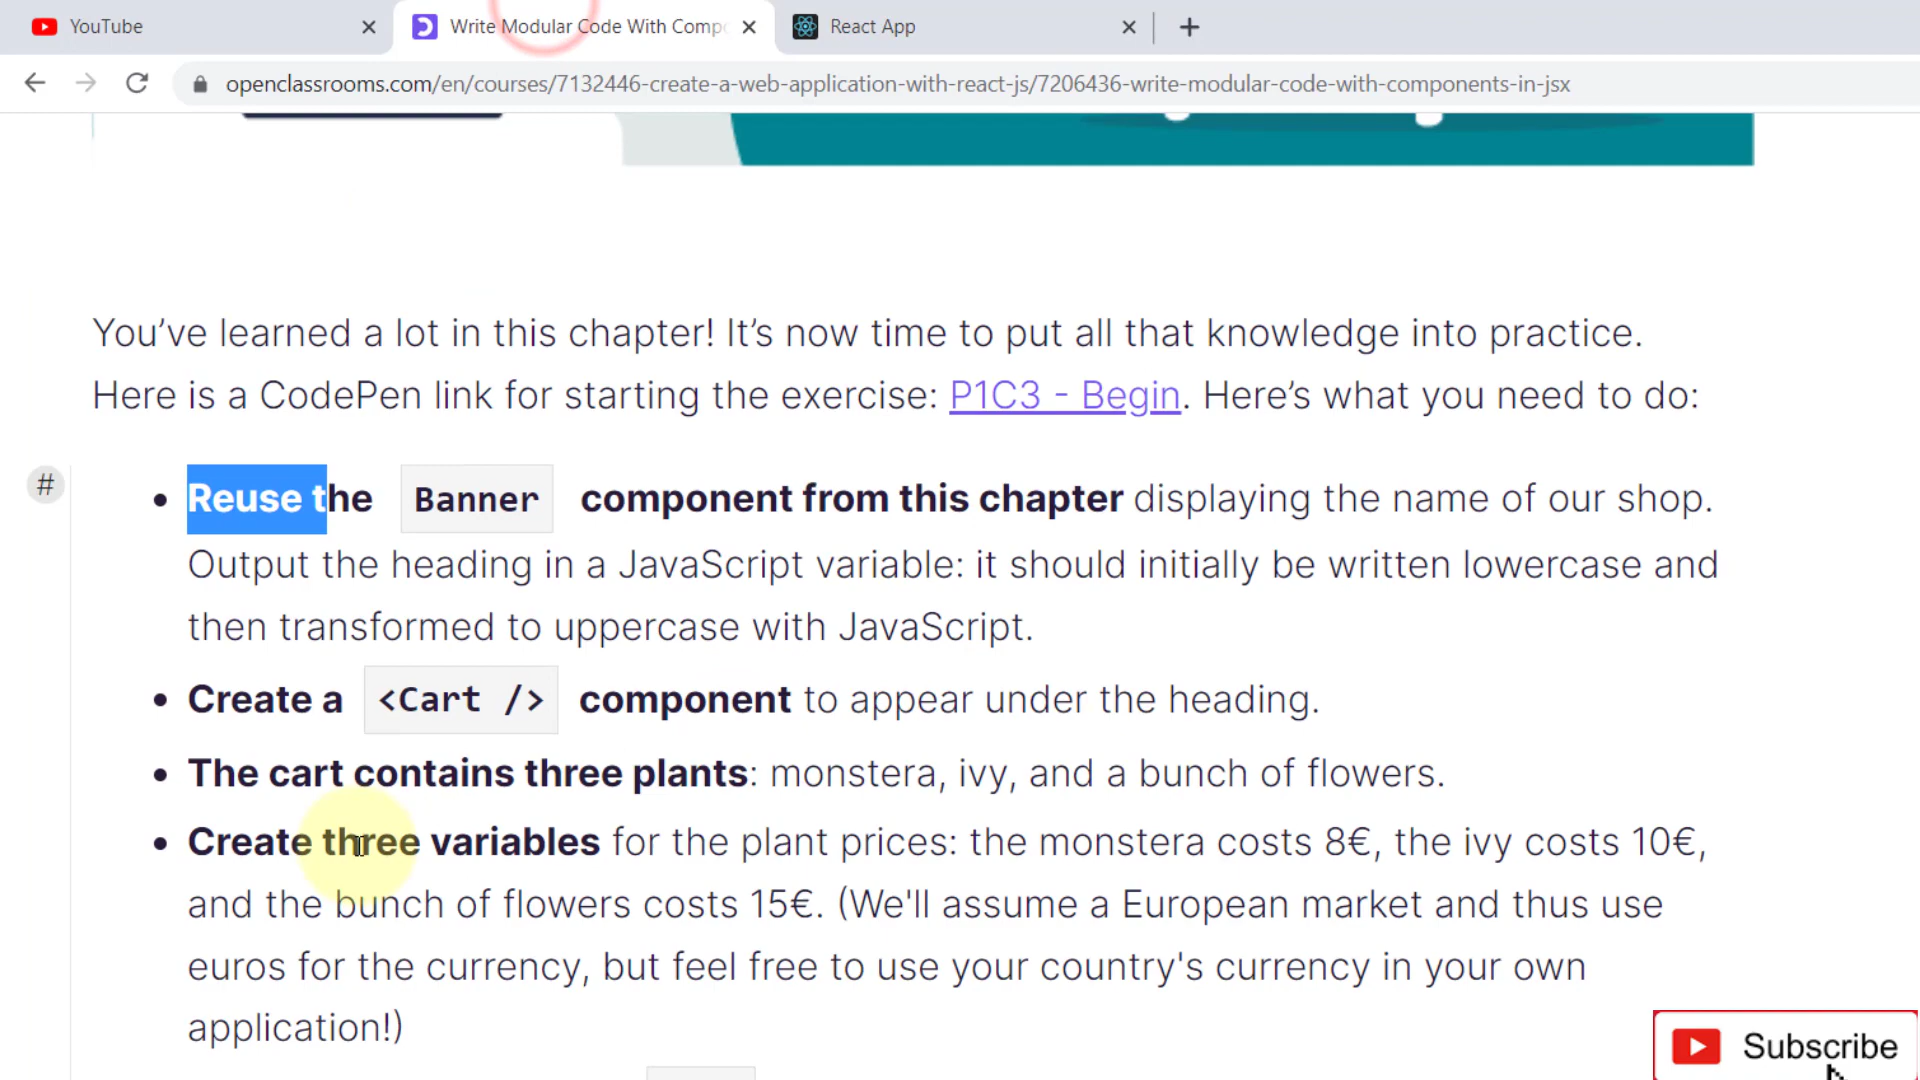 YouTube
Write Modular Code With Compo
React App
openclassrooms.com/en/courses/7132446-create-a-web-application-with-react-js/7206436-write-modular-code-with-components-in-jsx
You’ve learned a lot in this chapter! It’s now time to put all that knowledge into practice.
Here is a CodePen link for starting the exercise: P1C3 - Begin. Here’s what you need to do:
#
• Reuse the Banner component from this chapter displaying the name of our shop.
Output the heading in a JavaScript variable: it should initially be written lowercase and
then transformed to uppercase with JavaScript.
• Create a <Cart /> component to appear under the heading.
• The cart contains three plants: monstera, ivy, and a bunch of flowers.
• Create three variables for the plant prices: the monstera costs 8€, the ivy costs 10€,
and the bunch of flowers costs 15€. (We'll assume a European market and thus use
euros for the currency, but feel free to use your country's currency in your own
application!)
Subscribe